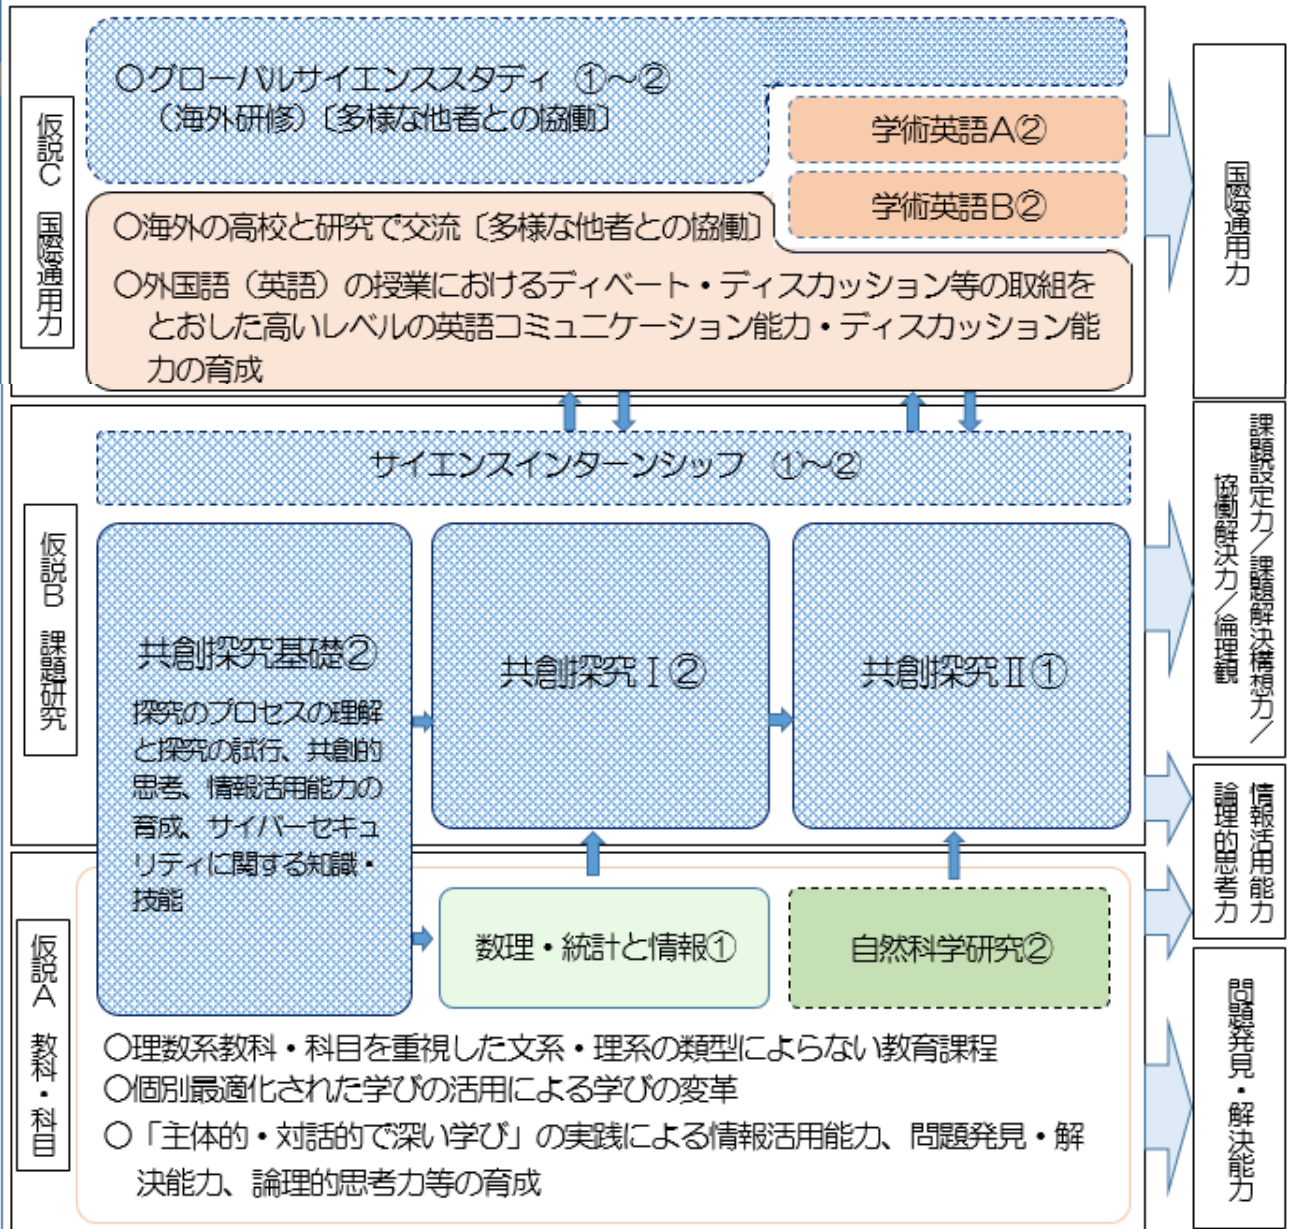 仮説C 国際通用力
○グローバルサイエンススタディ ①～②
（海外研修）〔多様な他者との協働〕
学術英語A②
学術英語B②
○海外の高校と研究で交流〔多様な他者との協働〕
○外国語（英語）の授業におけるディベート・ディスカッション等の取組を
とおした高いレベルの英語コミュニケーション能力・ディスカッション能
力の育成
国際通用力
仮説B 課題研究
サイエンスインターンシップ ①～②
共創探究基礎②
探究のプロセスの理解
と探究の試行、共創的
思考、情報活用能力の
育成、サイバーセキュ
リティに関する知識・
技能
共創探究Ⅰ②
共創探究Ⅱ①
課題設定力／課題解決構想力／
協働解決力／倫理観
情報活用能力
論理的思考力
仮説A 教科・科目
数理・統計と情報①
自然科学研究②
○理数系教科・科目を重視した文系・理系の類型によらない教育課程
○個別最適化された学びの活用による学びの変革
○「主体的・対話的で深い学び」の実践による情報活用能力、問題発見・解
決能力、論理的思考力等の育成
問題発見・解決能力